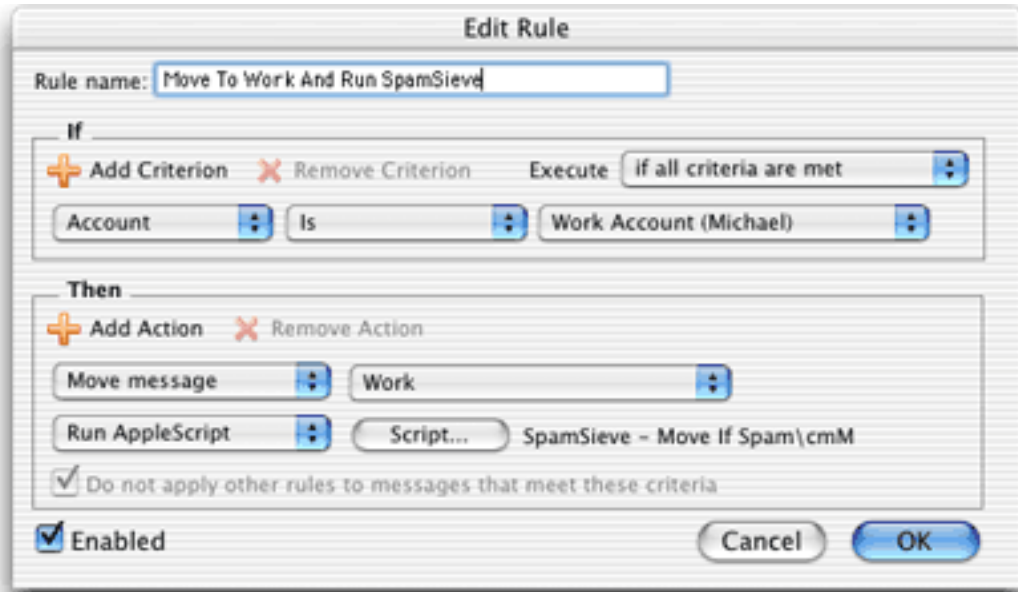 Edit Rule
Rule name: Move To Work And Run SpamSieve
If
Add Criterion Remove Criterion Execute if all criteria are met
Account Is Work Account (Michael)
Then
Add Action Remove Action
Move message Work
Run AppleScript Script... SpamSieve - Move If Spam\cmM
Do not apply other rules to messages that meet these criteria
Enabled Cancel OK